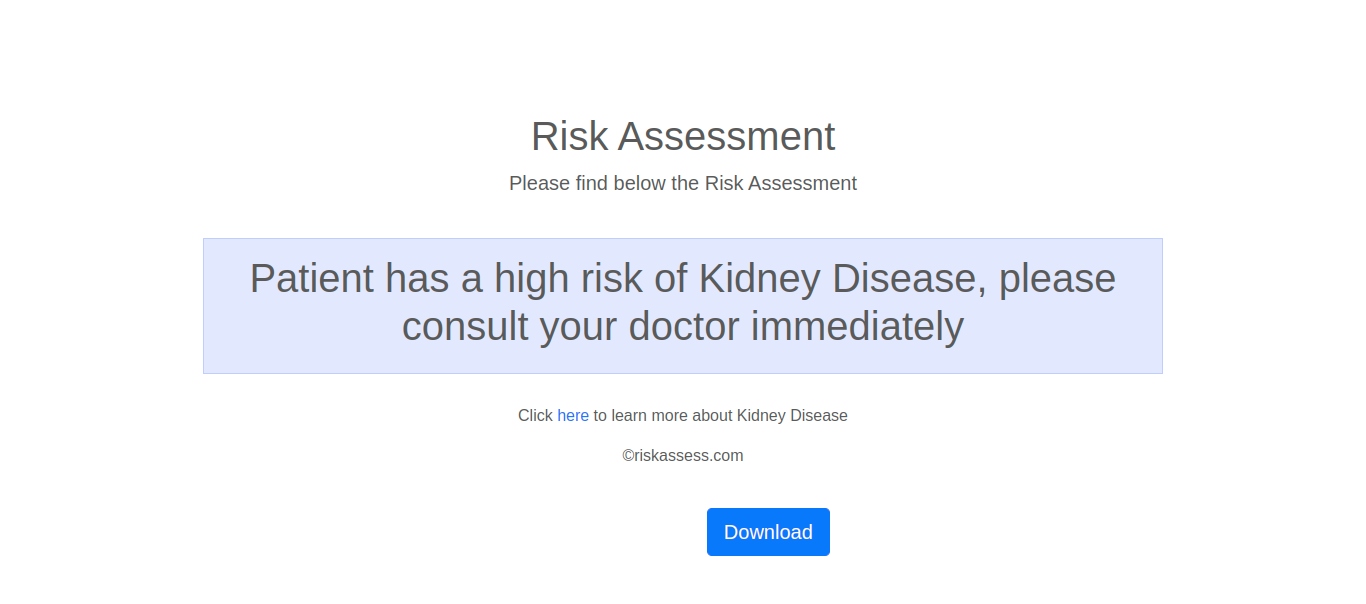 Risk Assessment
Please find below the Risk Assessment
Patient has a high risk of Kidney Disease, please
consult your doctor immediately
Click here to learn more about Kidney Disease
©riskassess.com
Download